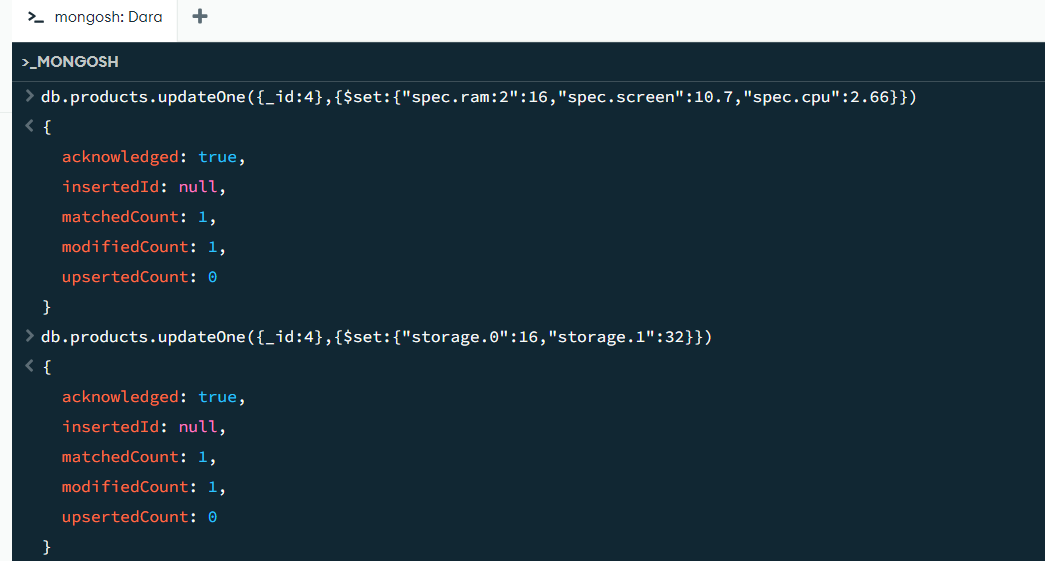 >_ mongosh: Dara +
>_MONGOSH
> db.products.updateOne({_id:4},{$set:{"spec.ram:2":16,"spec.screen":10.7,"spec.cpu":2.66}})
< {
acknowledged: true,
insertedId: null,
matchedCount: 1,
modifiedCount: 1,
upsertedCount: 0
}
> db.products.updateOne({_id:4},{$set:{"storage.0":16,"storage.1":32}})
< {
acknowledged: true,
insertedId: null,
matchedCount: 1,
modifiedCount: 1,
upsertedCount: 0
}